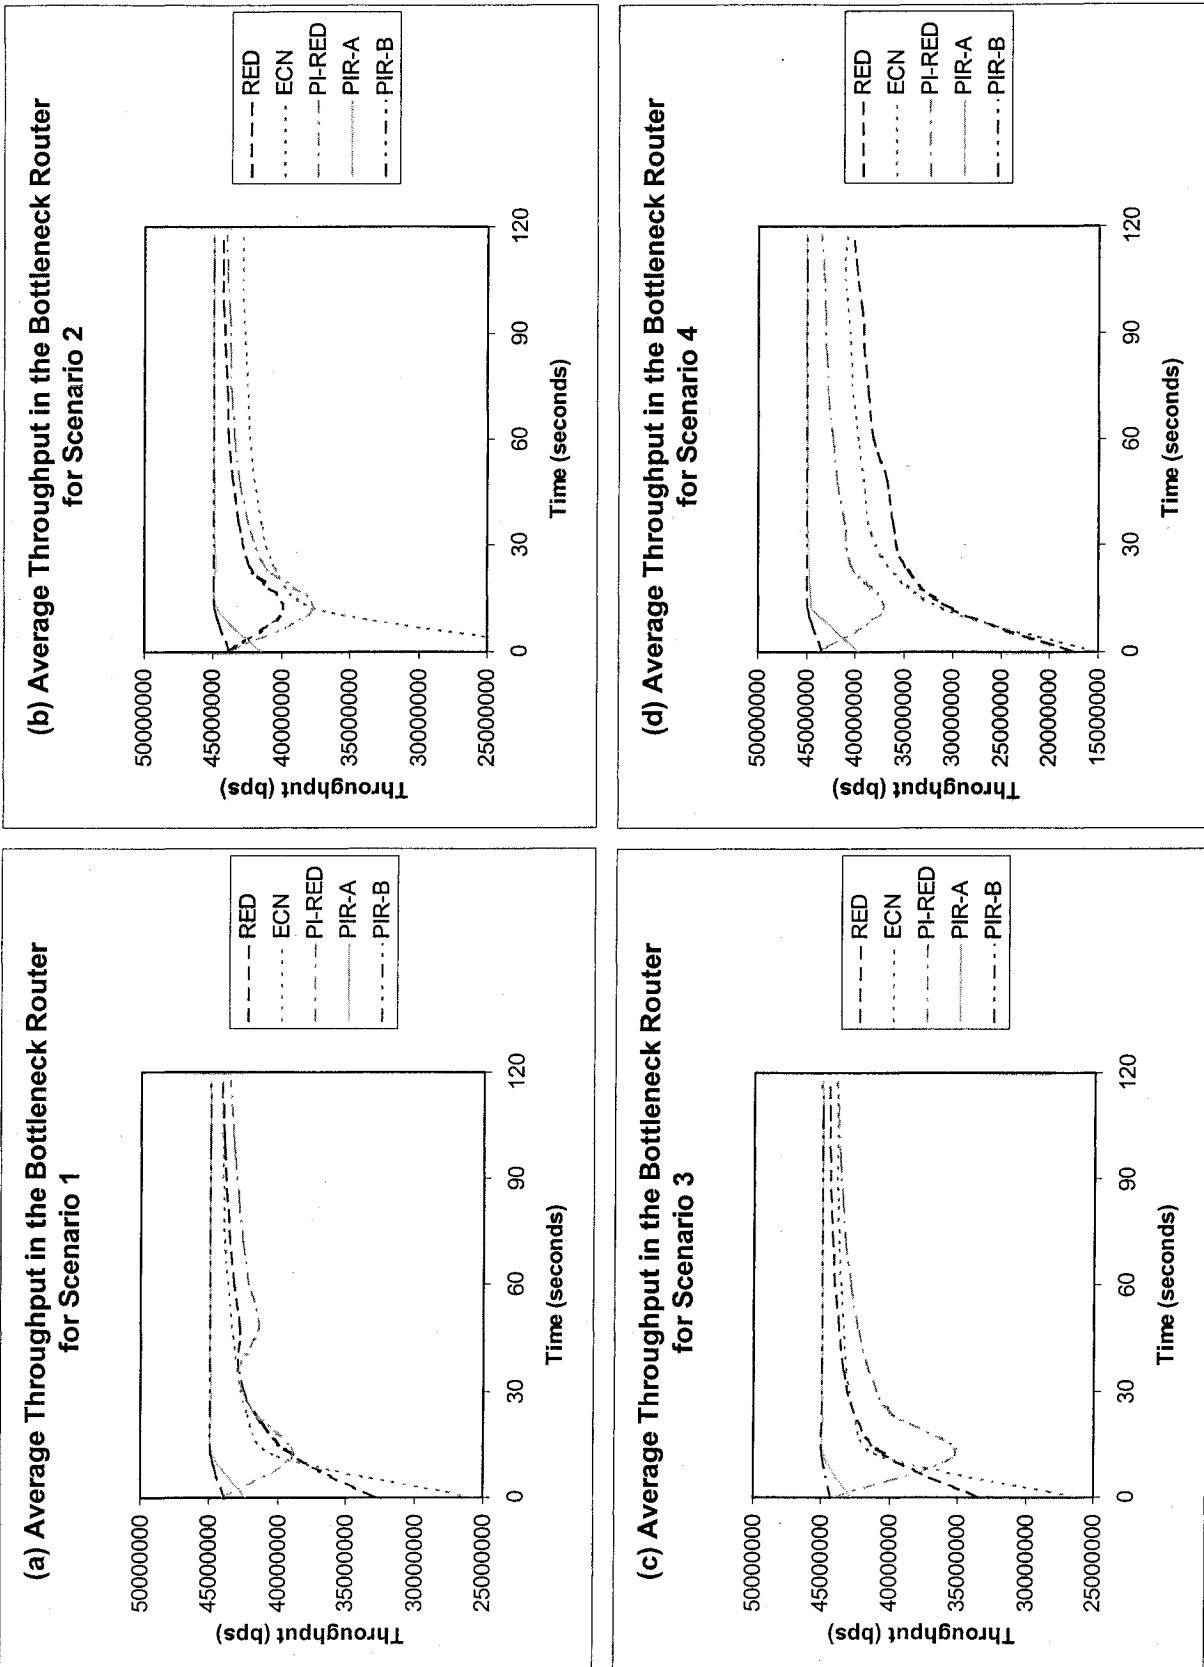 (a) Average Throughput in the Bottleneck Router
for Scenario 1
Throughput (bps)
50000000
45000000
40000000
35000000
30000000
25000000
0
30
60
90
120
Time (seconds)
RED
ECN
PI-RED
PIR-A
PIR-B
(b) Average Throughput in the Bottleneck Router
for Scenario 2
Throughput (bps)
50000000
45000000
40000000
35000000
30000000
25000000
0
30
60
90
120
Time (seconds)
RED
ECN
PI-RED
PIR-A
PIR-B
(c) Average Throughput in the Bottleneck Router
for Scenario 3
Throughput (bps)
50000000
45000000
40000000
35000000
30000000
25000000
0
30
60
90
120
Time (seconds)
RED
ECN
PI-RED
PIR-A
PIR-B
(d) Average Throughput in the Bottleneck Router
for Scenario 4
Throughput (bps)
50000000
45000000
40000000
35000000
30000000
25000000
20000000
15000000
0
30
60
90
120
Time (seconds)
RED
ECN
PI-RED
PIR-A
PIR-B